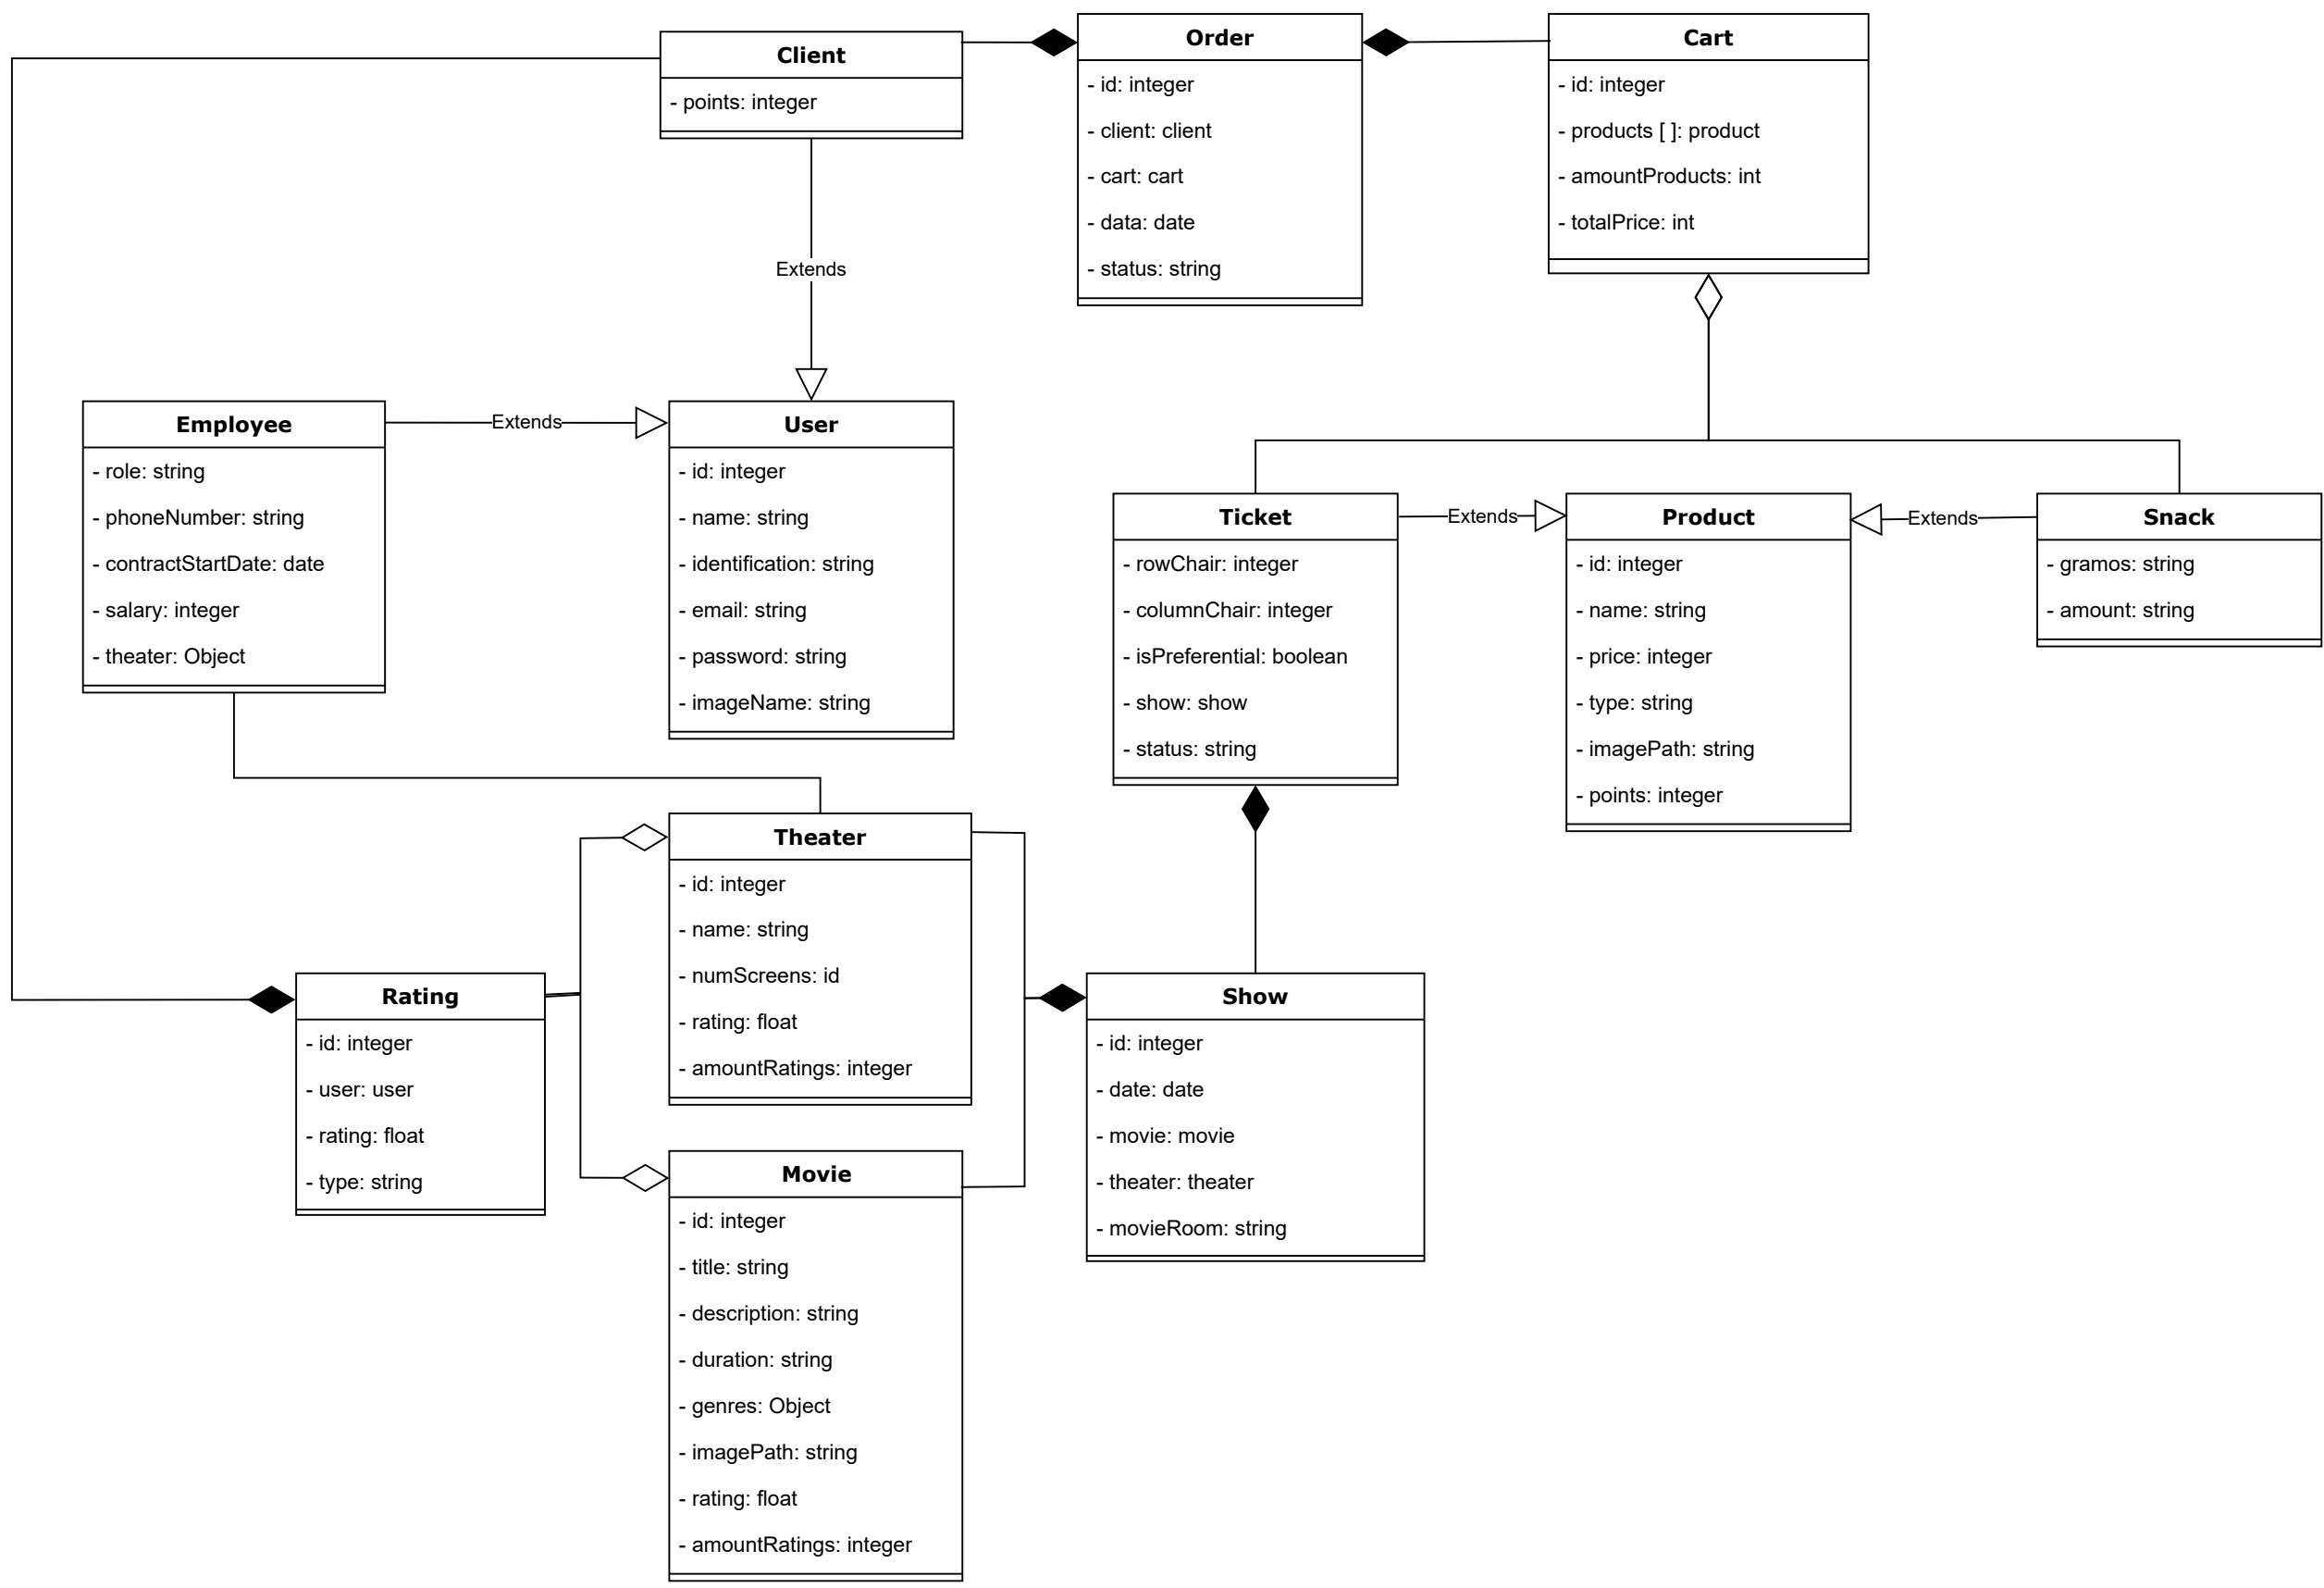 Client
- points: integer
Order
- id: integer
- client: client
- cart: cart
- data: date
- status: string
Cart
- id: integer
- products [ ]: product
- amountProducts: int
- totalPrice: int
Extends
Employee
- role: string
- phoneNumber: string
- contractStartDate: date
- salary: integer
- theater: Object
Extends
User
- id: integer
- name: string
- identification: string
- email: string
- password: string
- imageName: string
Ticket
- rowChair: integer
- columnChair: integer
- isPreferential: boolean
- show: show
- status: string
Extends
Product
- id: integer
- name: string
- price: integer
- type: string
- imagePath: string
- points: integer
Extends
Snack
- gramos: string
- amount: string
Theater
- id: integer
- name: string
- numScreens: id
- rating: float
- amountRatings: integer
Rating
- id: integer
- user: user
- rating: float
- type: string
Show
- id: integer
- date: date
- movie: movie
- theater: theater
- movieRoom: string
Movie
- id: integer
- title: string
- description: string
- duration: string
- genres: Object
- imagePath: string
- rating: float
- amountRatings: integer